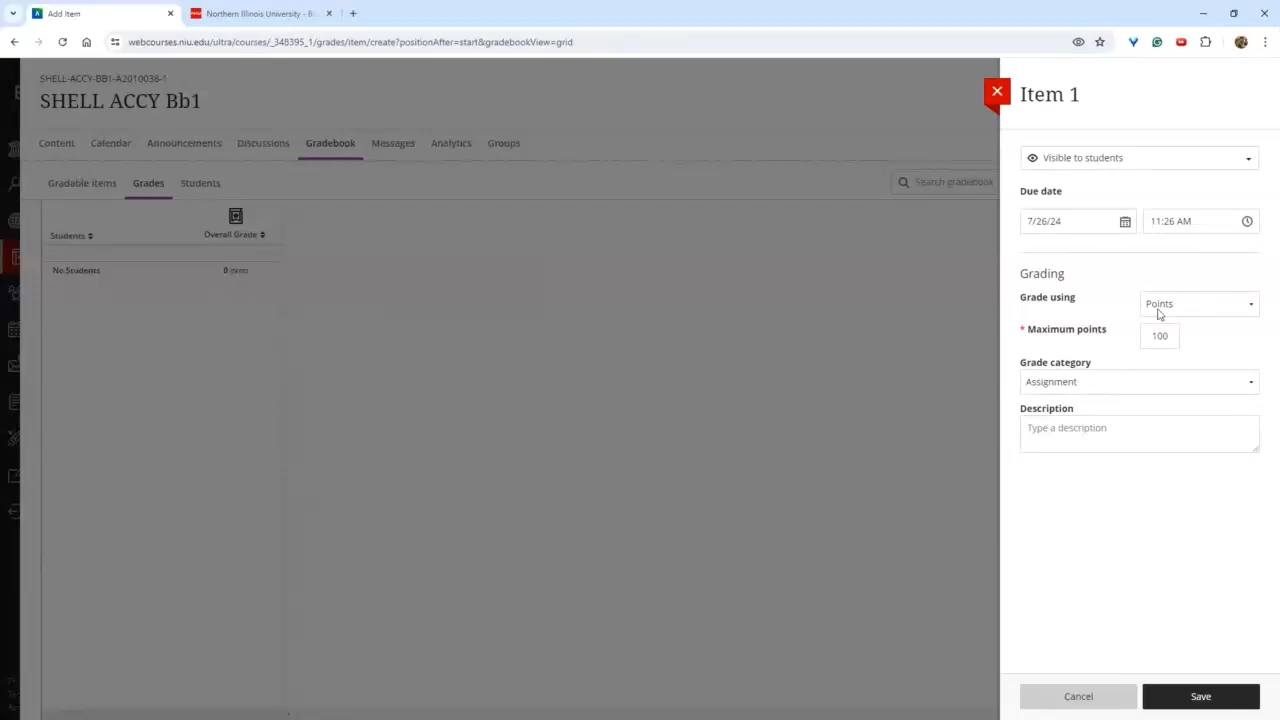 Add Item
Northern Illinois University - B
webcourses.niu.edu/ultra/courses/_348395_1/grades/item/create?positionAfter=start&gradebookView=grid
SHELL-ACCY-BB1-A2010038-1
SHELL ACCY Bb1
Content Calendar Announcements Discussions Gradebook Messages Analytics Groups
Gradable Items Grades Students
Search gradebook
Students Overall Grade
No Students 0 items
Item 1
Visible to students
Due date
7/26/24 11:26 AM
Grading
Grade using Points
* Maximum points 100
Grade category
Assignment
Description
Type a description
Cancel Save